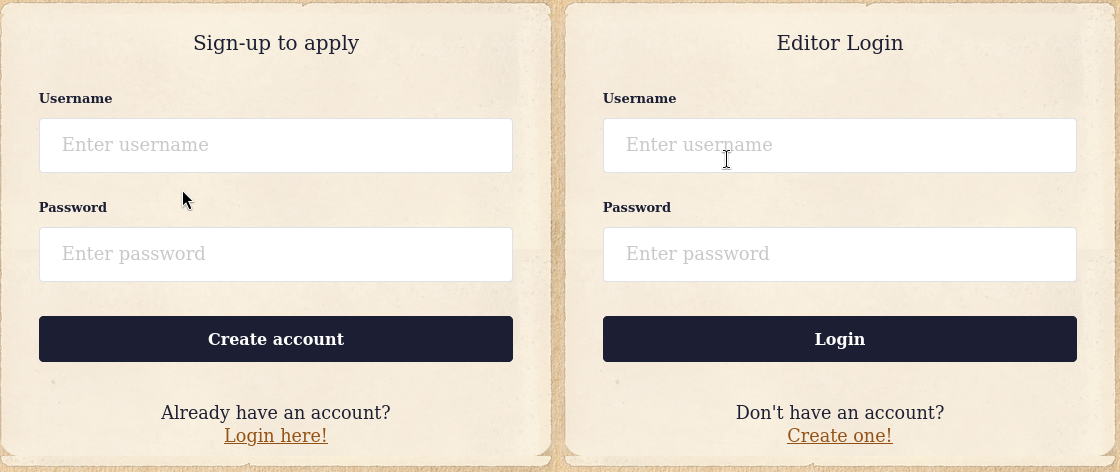 Sign-up to apply
Username
Enter username
Password
Enter password
Create account
Already have an account?
Login here!
Editor Login
Username
Enter username
Password
Enter password
Login
Don't have an account?
Create one!